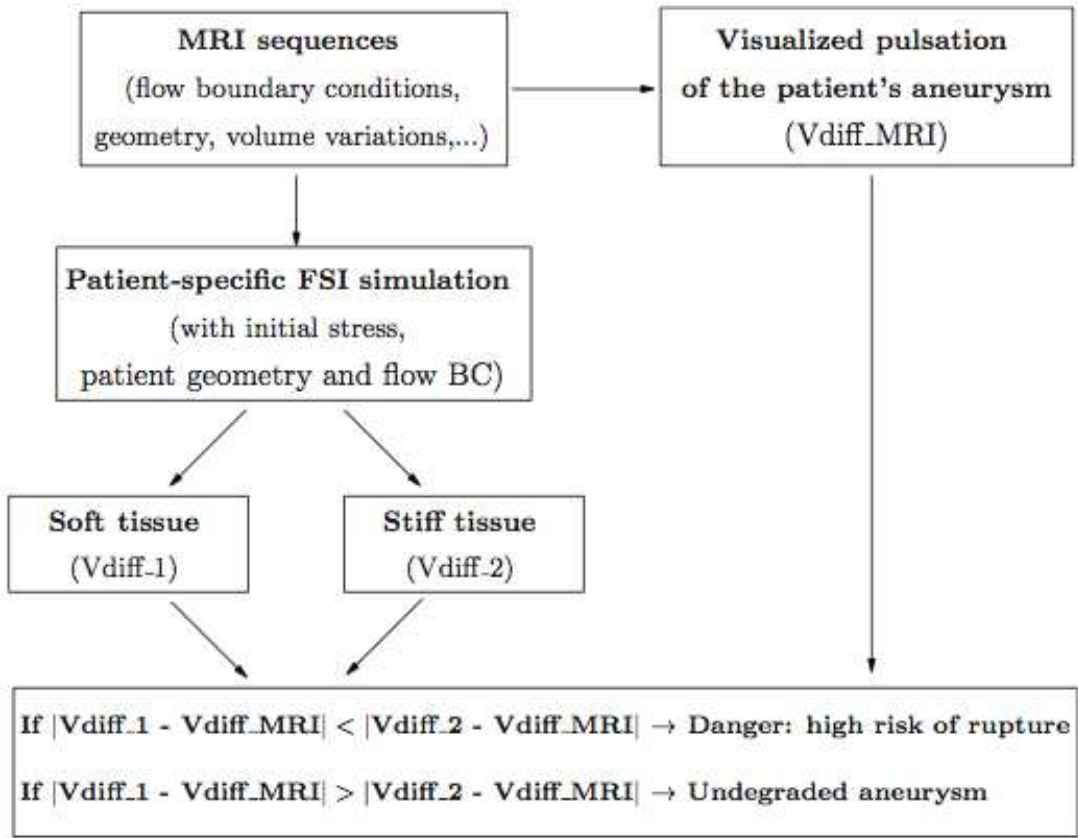 MRI sequences
(flow boundary conditions,
geometry, volume variations,...)
Visualized pulsation
of the patient's aneurysm
(Vdiff_MRI)
Patient-specific FSI simulation
(with initial stress,
patient geometry and flow BC)
Soft tissue
(Vdiff_1)
Stiff tissue
(Vdiff_2)
If |Vdiff_1 - Vdiff_MRI| < |Vdiff_2 - Vdiff_MRI| → Danger: high risk of rupture
If |Vdiff_1 - Vdiff_MRI| > |Vdiff_2 - Vdiff_MRI| → Undegraded aneurysm